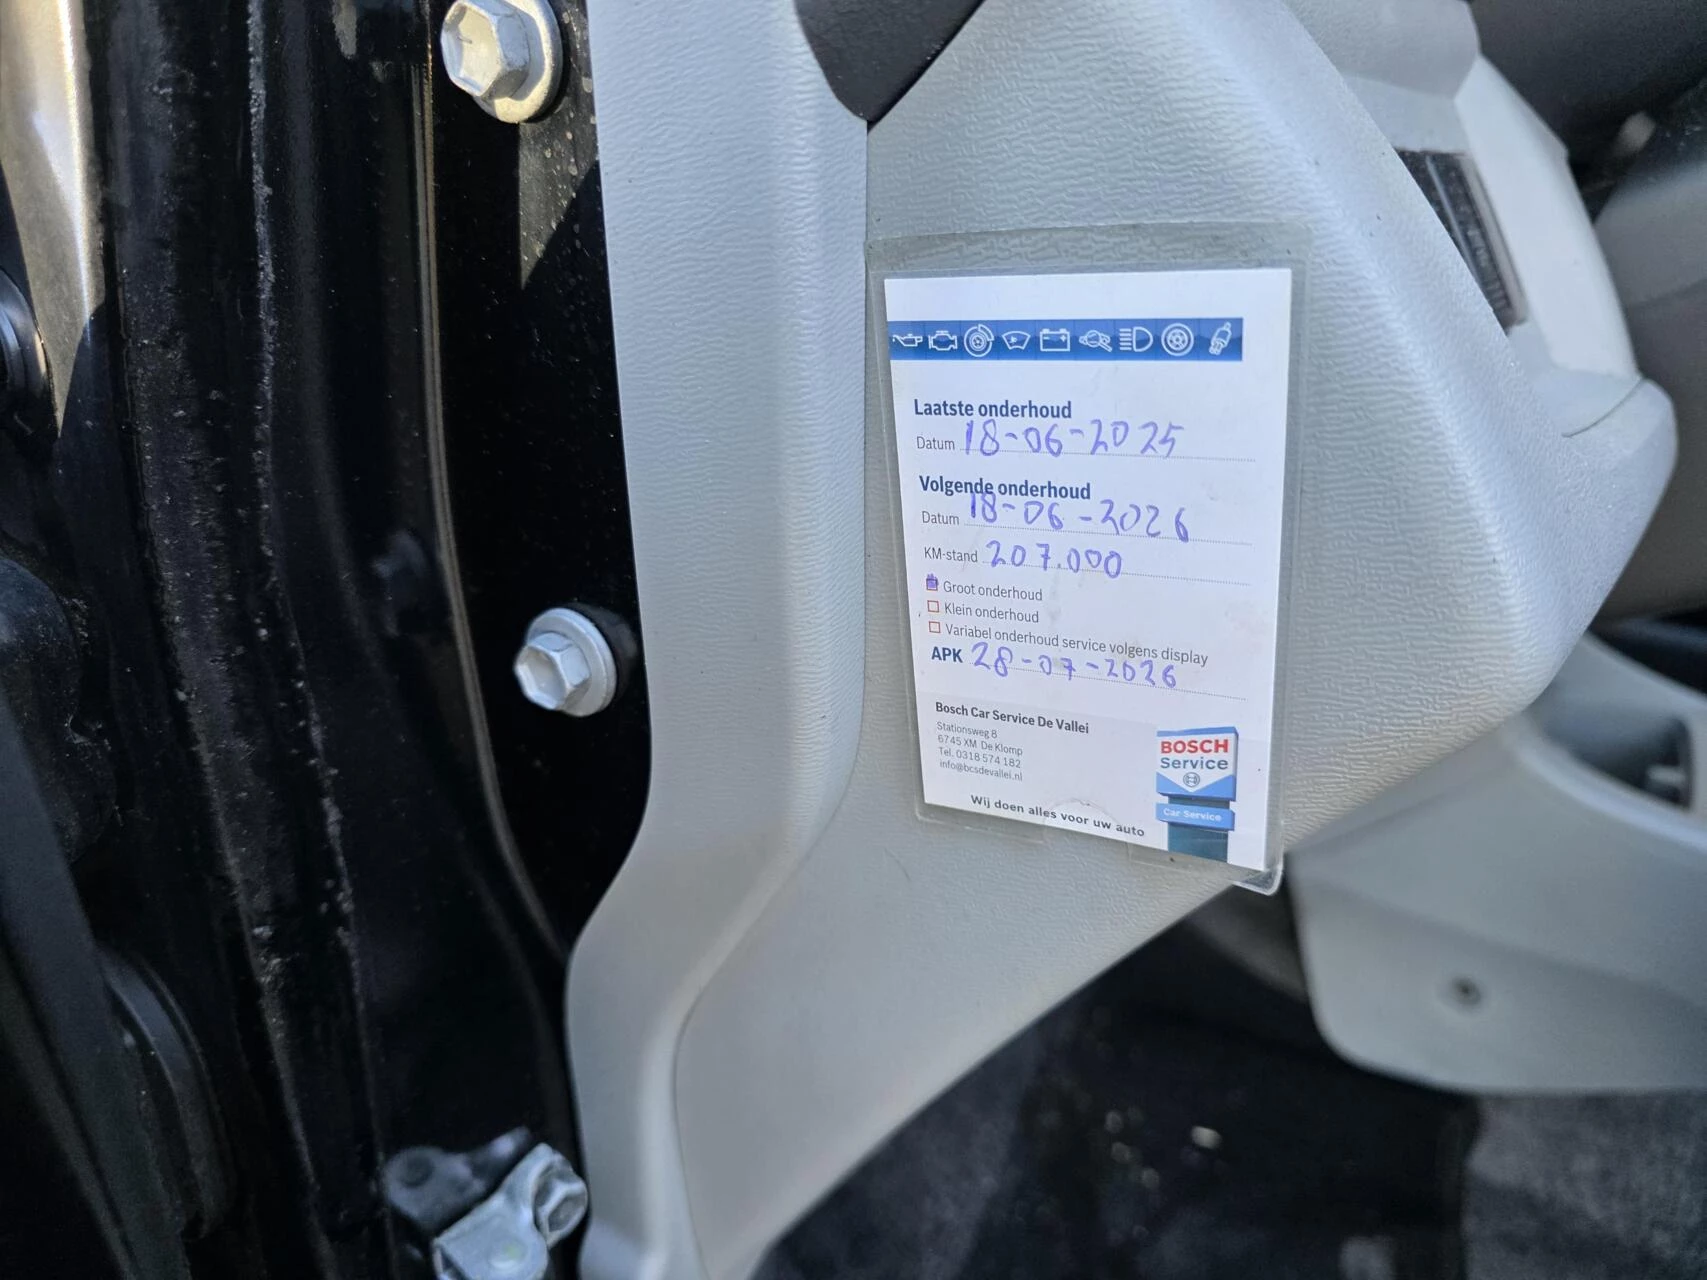 Laatste onderhoud
Datum 18-06-2025
Volgende onderhoud
Datum 18-06-2026
KM-stand 207.000
Groot onderhoud
Klein onderhoud
Variabel onderhoud service volgens display
APK 28-07-2026
Bosch Car Service De Vallei
Stationsweg 8
6745 XM De Klomp
Tel. 0318 574 182
info@bcsdevallei.nl
Wij doen alles voor uw auto
BOSCH
Service
Car Service